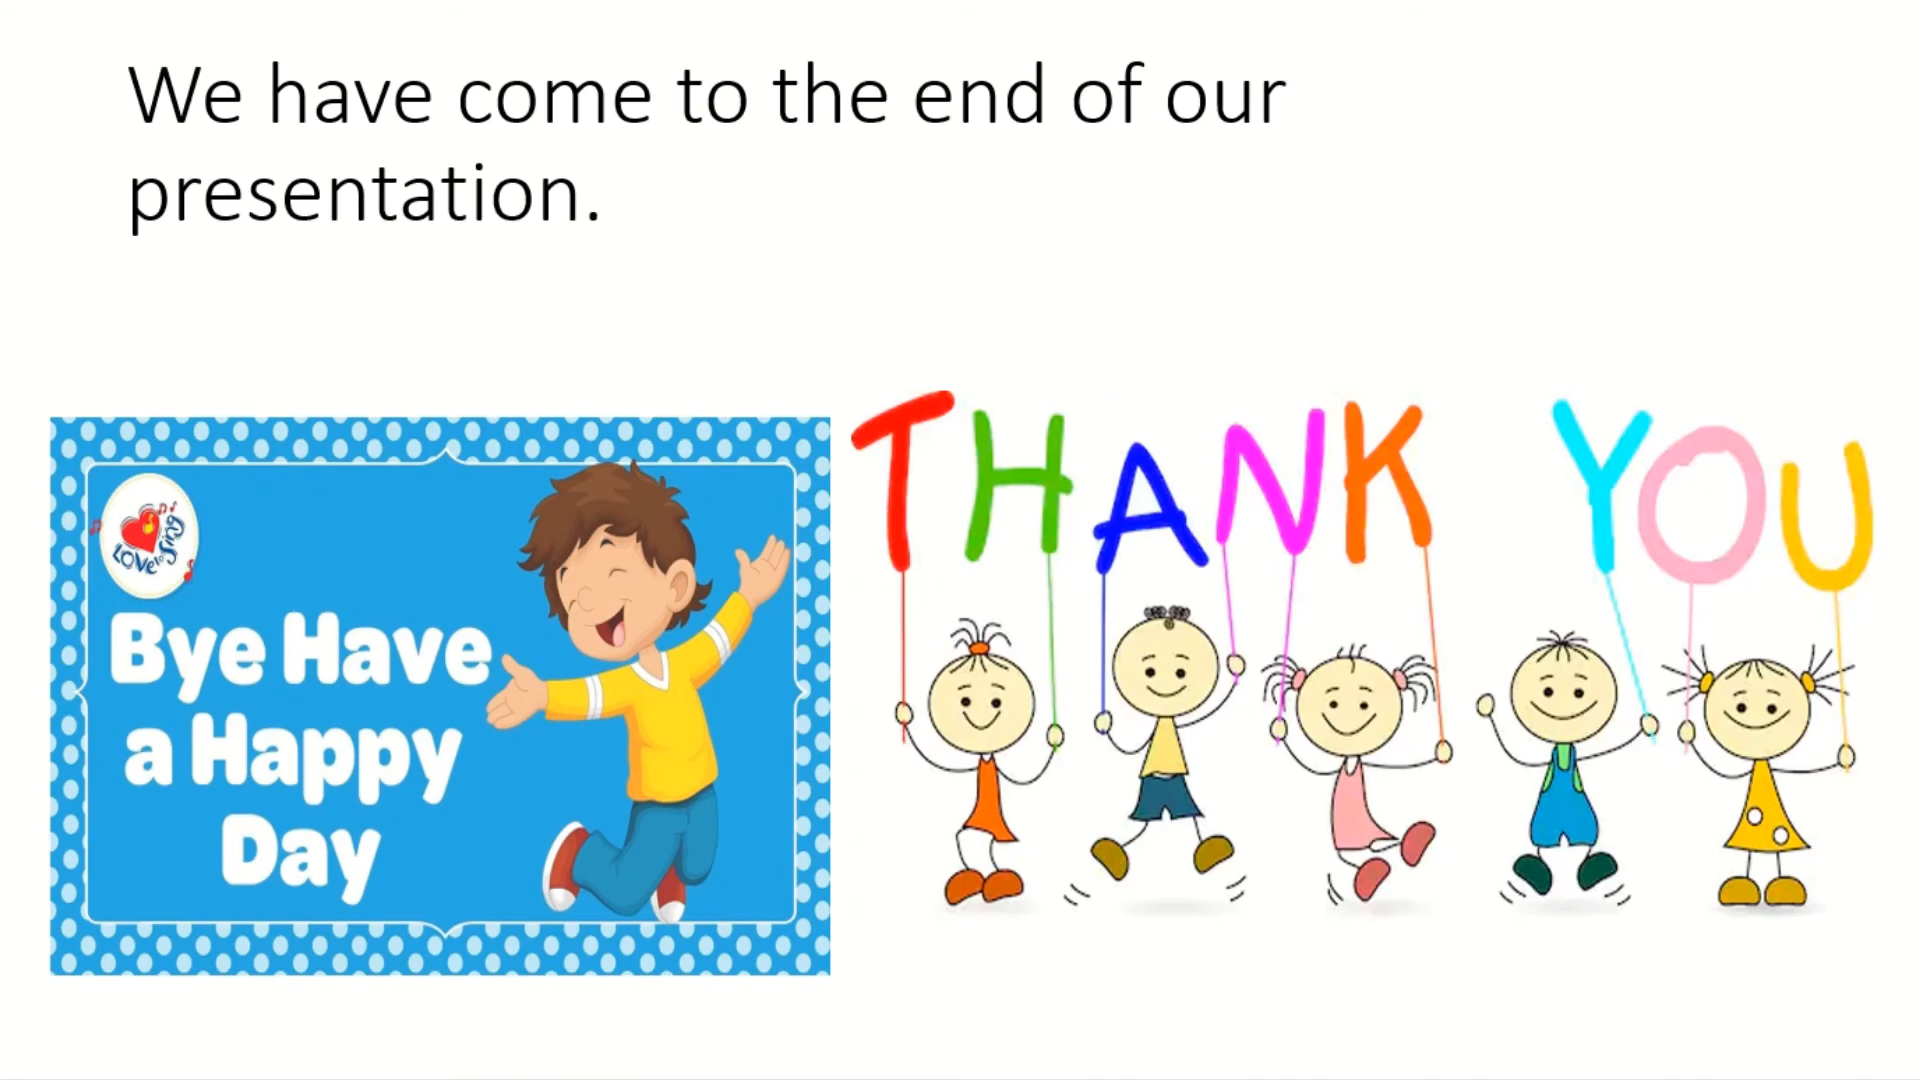 We have come to the end of our
presentation.
LOVE to Sing
Bye Have
a Happy
Day
THANK YOU